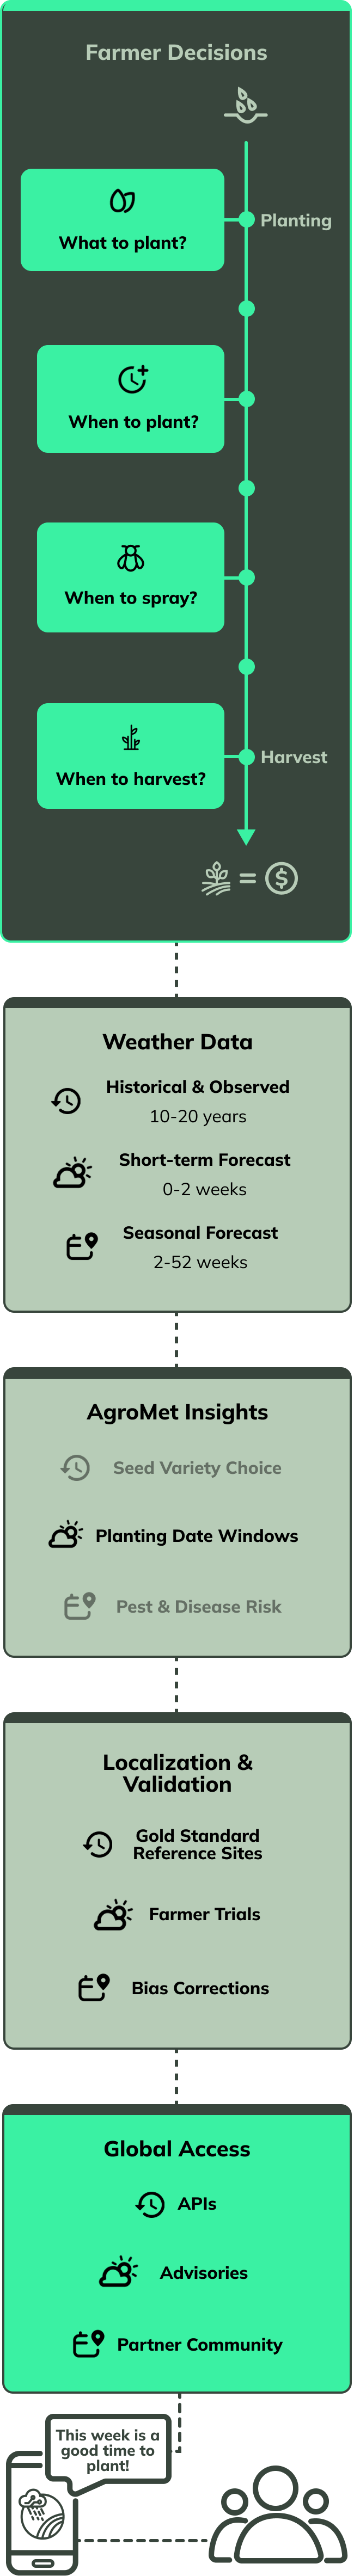 Farmer Decisions
What to plant?
Planting
When to plant?
When to spray?
When to harvest?
Harvest
= $
Weather Data
Historical & Observed
10-20 years
Short-term Forecast
0-2 weeks
Seasonal Forecast
2-52 weeks
AgroMet Insights
Seed Variety Choice
Planting Date Windows
Pest & Disease Risk
Localization &
Validation
Gold Standard
Reference Sites
Farmer Trials
Bias Corrections
Global Access
APIs
Advisories
Partner Community
This week is a
good time to
plant!